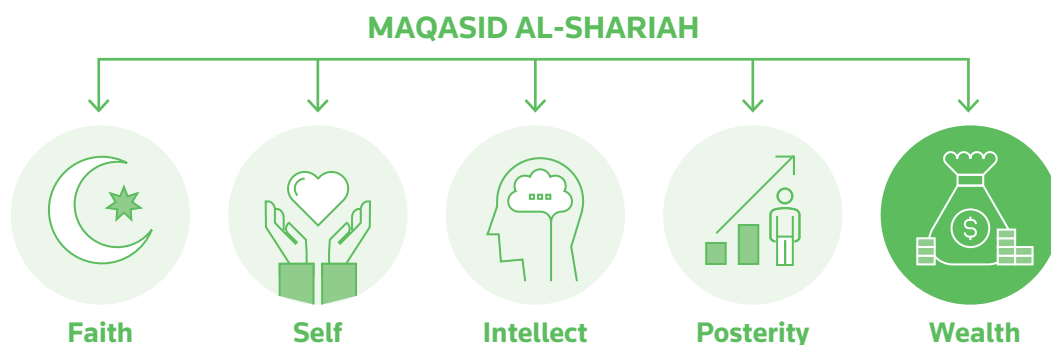 MAQASID AL-SHARIAH
$
Faith
Self
Intellect
Posterity
Wealth